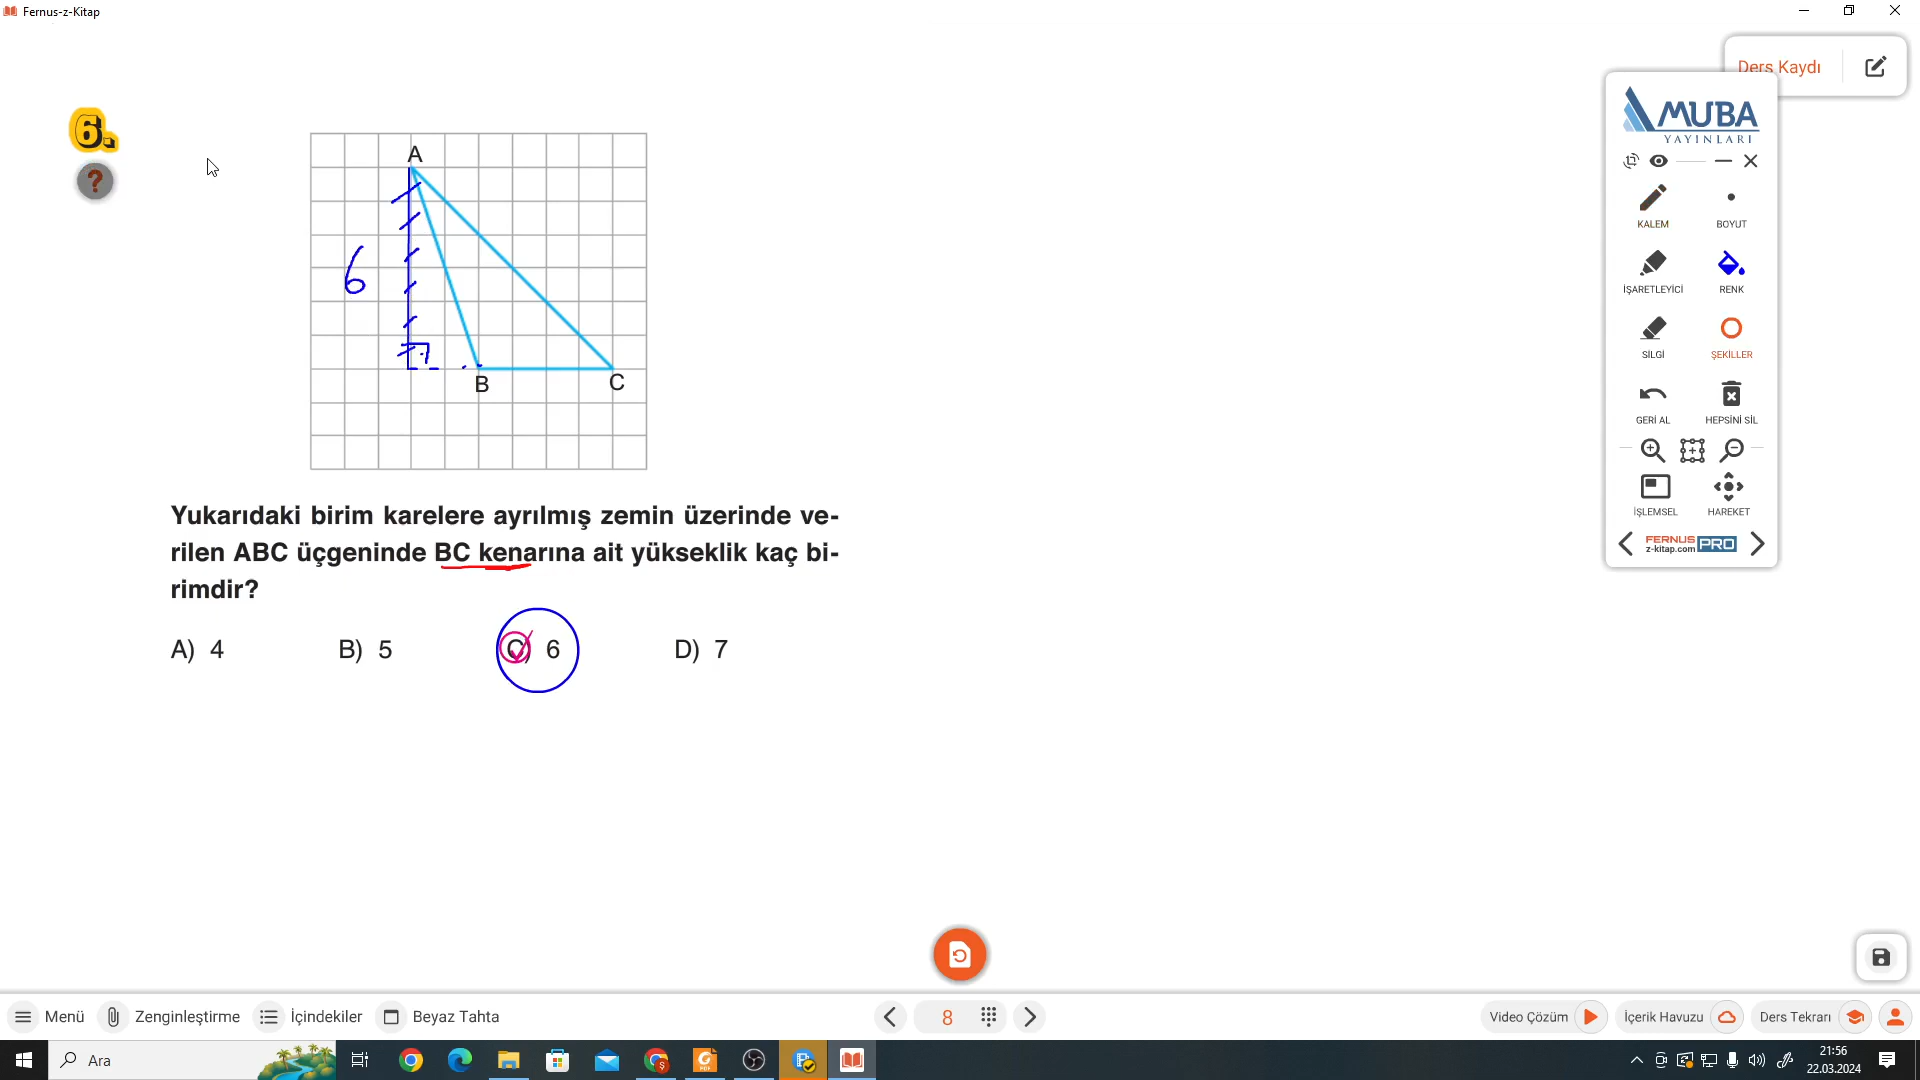 Fernus-z-Kitap
Ders Kaydı
MUBA
YAYINLARI
6.
?
A
6
B
C
KALEM
BOYUT
İŞARETLEYİCİ
RENK
SİLGİ
ŞEKİLLER
GERİ AL
HEPSİNİ SİL
İŞLEMSEL
HAREKET
FERNUS
z-kitap.com PRO
Yukarıdaki birim karelere ayrılmış zemin üzerinde ve-
rilen ABC üçgeninde BC kenarına ait yükseklik kaç bi-
rimdir?
A) 4 B) 5 C) 6 D) 7
Menü Zenginleştirme İçindekiler Beyaz Tahta 8 Video Çözüm İçerik Havuzu Ders Tekrarı
Ara
21:56
22.03.2024